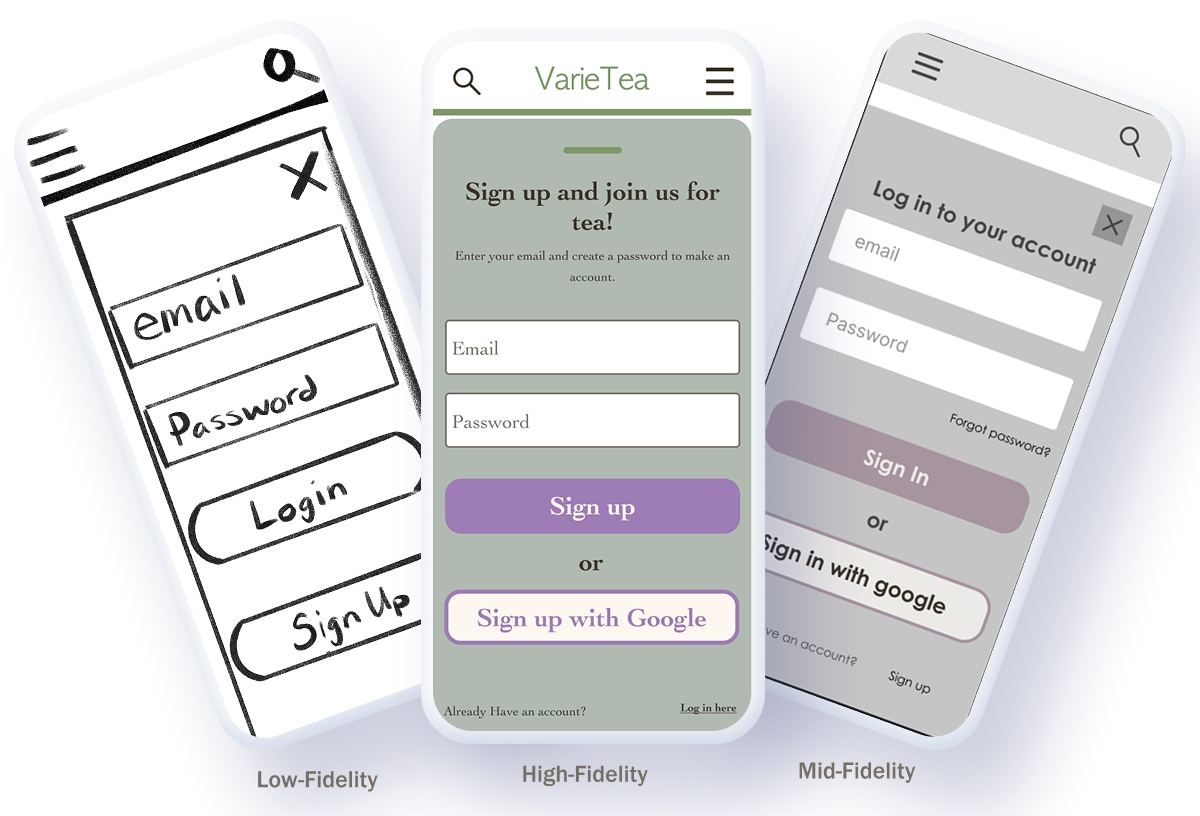 email
Password
Login
Sign Up
Low-Fidelity
VarieTea
Sign up and join us for
tea!
Enter your email and create a password to make an
account.
Email
Password
Sign up
or
Sign up with Google
Already Have an account?
Log in here
High-Fidelity
Log in to your account
email
Password
Forgot password?
Sign In
or
Sign in with google
an account?
Sign up
Mid-Fidelity